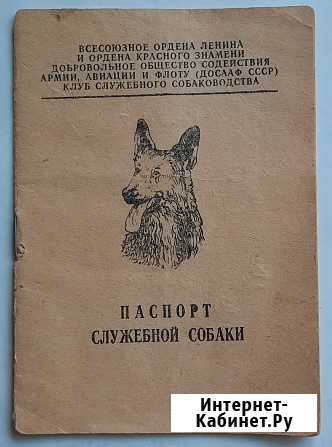 ВСЕСОЮЗНОЕ ОРДЕНА ЛЕНИНА
И ОРДЕНА КРАСНОГО ЗНАМЕНИ
ДОБРОВОЛЬНОЕ ОБЩЕСТВО СОДЕЙСТВИЯ
АРМИИ, АВИАЦИИ И ФЛОТУ (ДОСААФ СССР)
КЛУБ СЛУЖЕБНОГО СОБАКОВОДСТВА
ПАСПОРТ
СЛУЖЕБНОЙ СОБАКИ
Интернет-
Кабинет.Ру